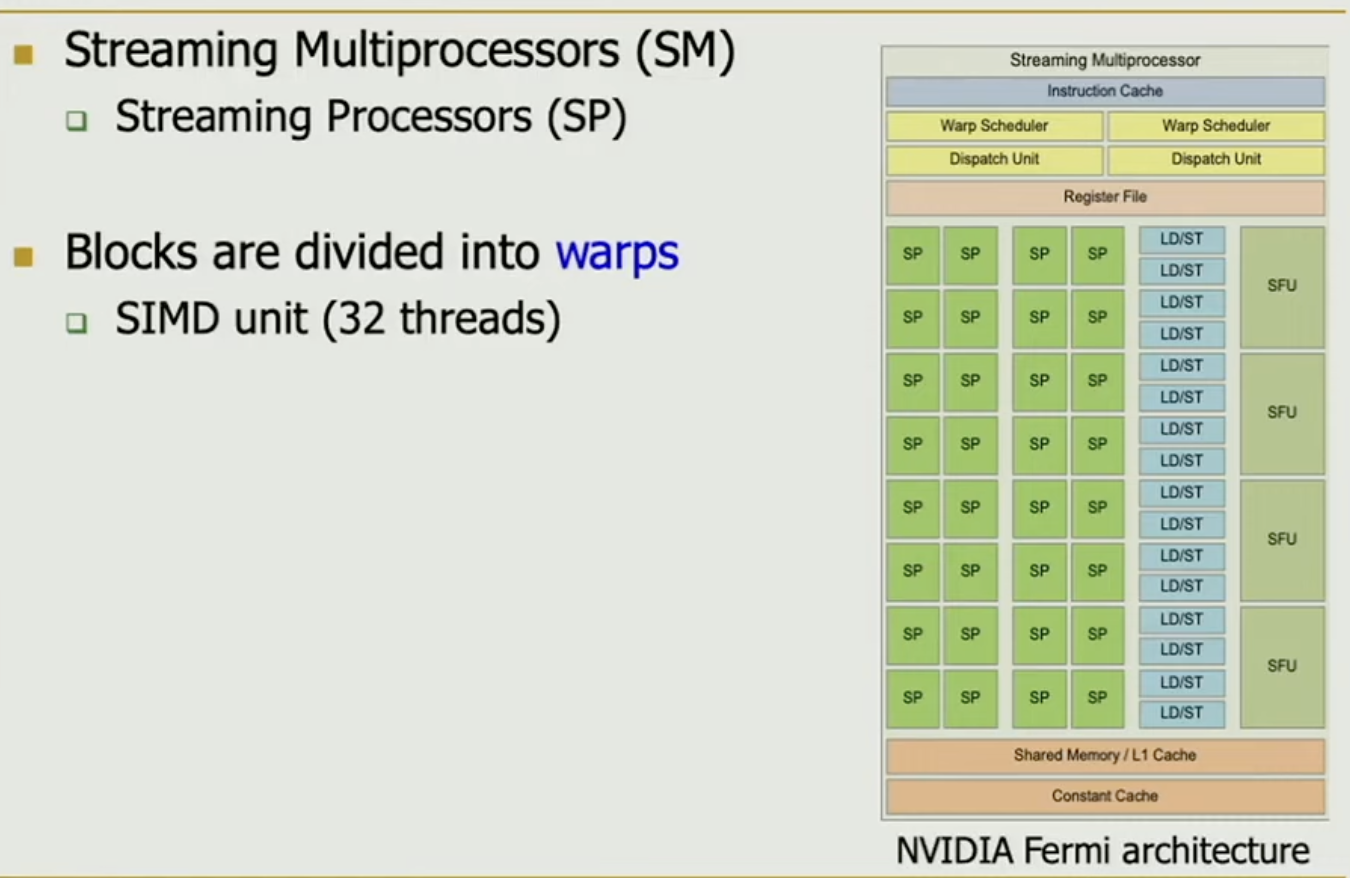 Streaming Multiprocessors (SM)
Streaming Processors (SP)
Blocks are divided into warps
SIMD unit (32 threads)
Streaming Multiprocessor
Instruction Cache
Warp Scheduler Warp Scheduler
Dispatch Unit Dispatch Unit
Register File
SP SP SP SP LD/ST
LD/ST
SFU
SP SP SP SP LD/ST
LD/ST
SP SP SP SP LD/ST
LD/ST
SFU
SP SP SP SP LD/ST
LD/ST
SP SP SP SP LD/ST
LD/ST
SFU
SP SP SP SP LD/ST
LD/ST
SP SP SP SP LD/ST
LD/ST
SFU
SP SP SP SP LD/ST
LD/ST
Shared Memory / L1 Cache
Constant Cache
NVIDIA Fermi architecture